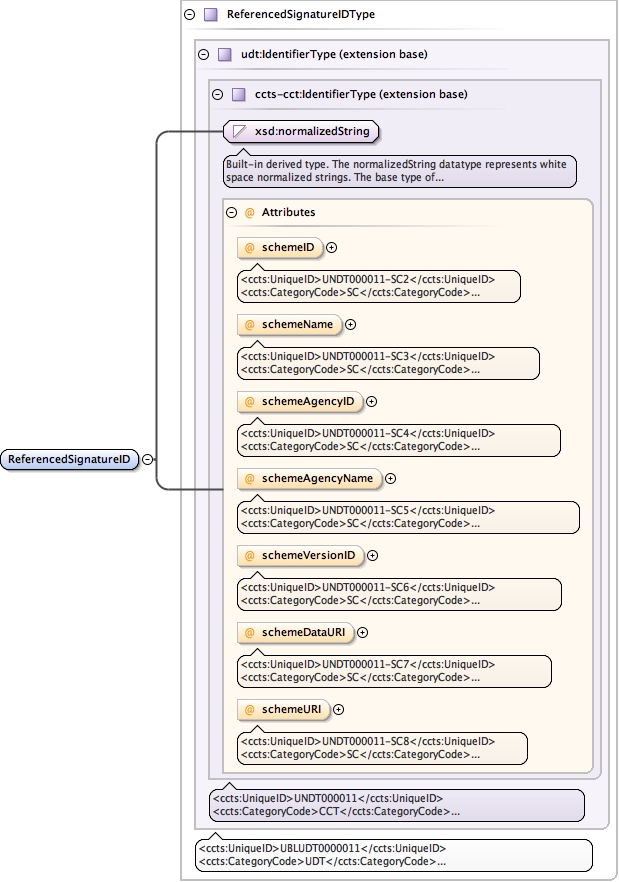 ReferencedSignatureIDType
udt:IdentifierType (extension base)
ccts-cct:IdentifierType (extension base)
xsd:normalizedString
Built-in derived type. The normalizedString datatype represents white
space normalized strings. The base type of...
@ Attributes
@ schemeID
<ccts:UniqueID>UNDT000011-SC2</ccts:UniqueID>
<ccts:CategoryCode>SC</ccts:CategoryCode>...
@ schemeName
<ccts:UniqueID>UNDT000011-SC3</ccts:UniqueID>
<ccts:CategoryCode>SC</ccts:CategoryCode>...
@ schemeAgencyID
<ccts:UniqueID>UNDT000011-SC4</ccts:UniqueID>
<ccts:CategoryCode>SC</ccts:CategoryCode>...
ReferencedSignatureID
@ schemeAgencyName
<ccts:UniqueID>UNDT000011-SC5</ccts:UniqueID>
<ccts:CategoryCode>SC</ccts:CategoryCode>...
@ schemeVersionID
<ccts:UniqueID>UNDT000011-SC6</ccts:UniqueID>
<ccts:CategoryCode>SC</ccts:CategoryCode>...
@ schemeDataURI
<ccts:UniqueID>UNDT000011-SC7</ccts:UniqueID>
<ccts:CategoryCode>SC</ccts:CategoryCode>...
@ schemeURI
<ccts:UniqueID>UNDT000011-SC8</ccts:UniqueID>
<ccts:CategoryCode>SC</ccts:CategoryCode>...
<ccts:UniqueID>UNDT000011</ccts:UniqueID>
<ccts:CategoryCode>CCT</ccts:CategoryCode>...
<ccts:UniqueID>UBLUDT0000011</ccts:UniqueID>
<ccts:CategoryCode>UDT</ccts:CategoryCode>...